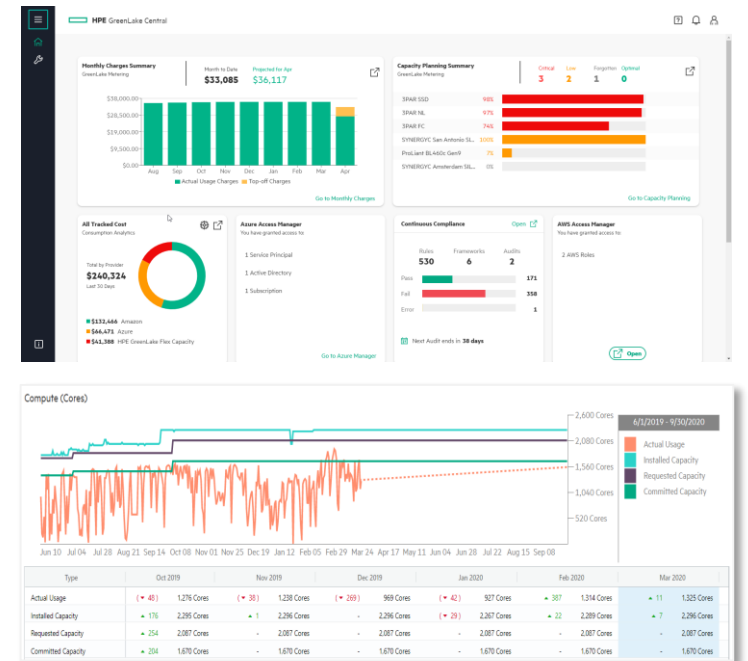 HPE GreenLake Central
Monthly Charges Summary
GreenLake Metering
Month to Date
$33,085
Projected for Apr
$36,117
$38,000.00
$28,500.00
$19,000.00
$9,500.00
$0.00
Aug Sep Oct Nov Dec Jan Feb Mar Apr
Actual Usage Charges Top-off Charges
Go to Monthly Charges
Capacity Planning Summary
GreenLake Metering
Critical Low Forgotten Optimal
3 2 1 0
3PAR SSD 98%
3PAR NL 97%
3PAR FC 74%
SYNERGYC San Antonio Si... 100%
ProLiant BL460c Gen9 7%
SYNERGYC Amsterdam SiL... 0%
Go to Capacity Planning
All Tracked Cost
Consumption Analytics
Total by Provider
$240,324
Last 30 Days
$132,466 Amazon
$66,471 Azure
$41,388 HPE GreenLake Flex Capacity
Azure Access Manager
You have granted access to
1 Service Principal
1 Active Directory
1 Subscription
Go to Azure Manager
Continuous Compliance
Open
Rules Frameworks Audits
530 6 2
Pass 171
Fail 358
Error 1
Next Audit ends in 38 days
AWS Access Manager
You have granted access to
2 AWS Roles
Open
Compute (Cores)
2,600 Cores
2,080 Cores
1,560 Cores
1,040 Cores
520 Cores
6/1/2019 - 9/30/2020
Actual Usage
Installed Capacity
Requested Capacity
Committed Capacity
Jun 10 Jul 04 Jul 28 Aug 21 Sep 14 Oct 08 Nov 01 Nov 25 Dec 19 Jan 12 Feb 05 Feb 29 Mar 24 Apr 17 May 11 Jun 04 Jun 28 Jul 22 Aug 15 Sep 08
Type Oct 2019 Nov 2019 Dec 2019 Jan 2020 Feb 2020 Mar 2020
Actual Usage (▼ 48) 1.276 Cores (▼ 38) 1.238 Cores (▼ 269) 969 Cores (▼ 42) 927 Cores ▲ 387 1.314 Cores ▲ 11 1.325 Cores
Installed Capacity ▲ 176 2.295 Cores ▲ 1 2.296 Cores - 2.296 Cores (▼ 29) 2.267 Cores ▲ 22 2.289 Cores ▲ 7 2.296 Cores
Requested Capacity ▲ 254 2.087 Cores - 2.087 Cores - 2.087 Cores - 2.087 Cores - 2.087 Cores - 2.087 Cores
Committed Capacity ▲ 204 1.670 Cores - 1.670 Cores - 1.670 Cores - 1.670 Cores - 1.670 Cores - 1.670 Cores